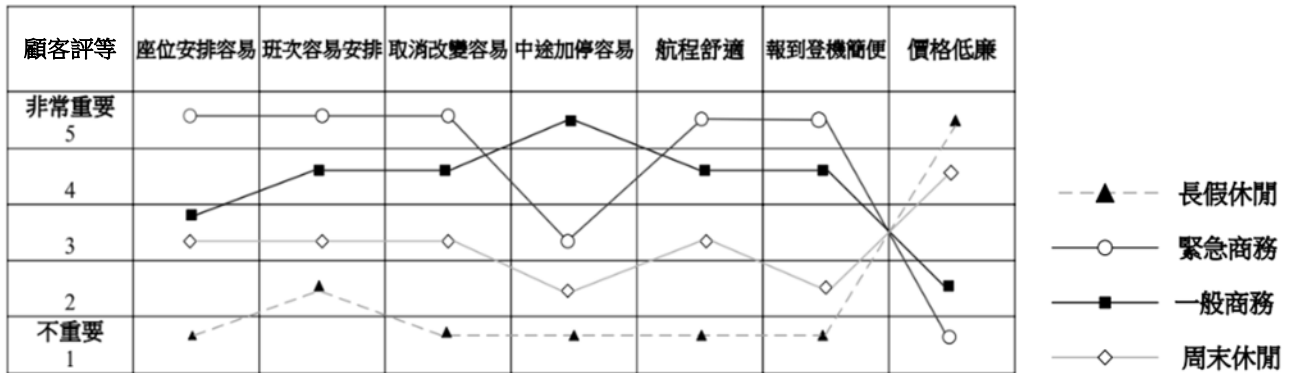 顧客評等 座位安排容易 班次容易安排 取消改變容易 中途加停容易 航程舒適 報到登機簡便 價格低廉
非常重要
5
4
3
2
不重要
1
長假休閒
緊急商務
一般商務
周末休閒